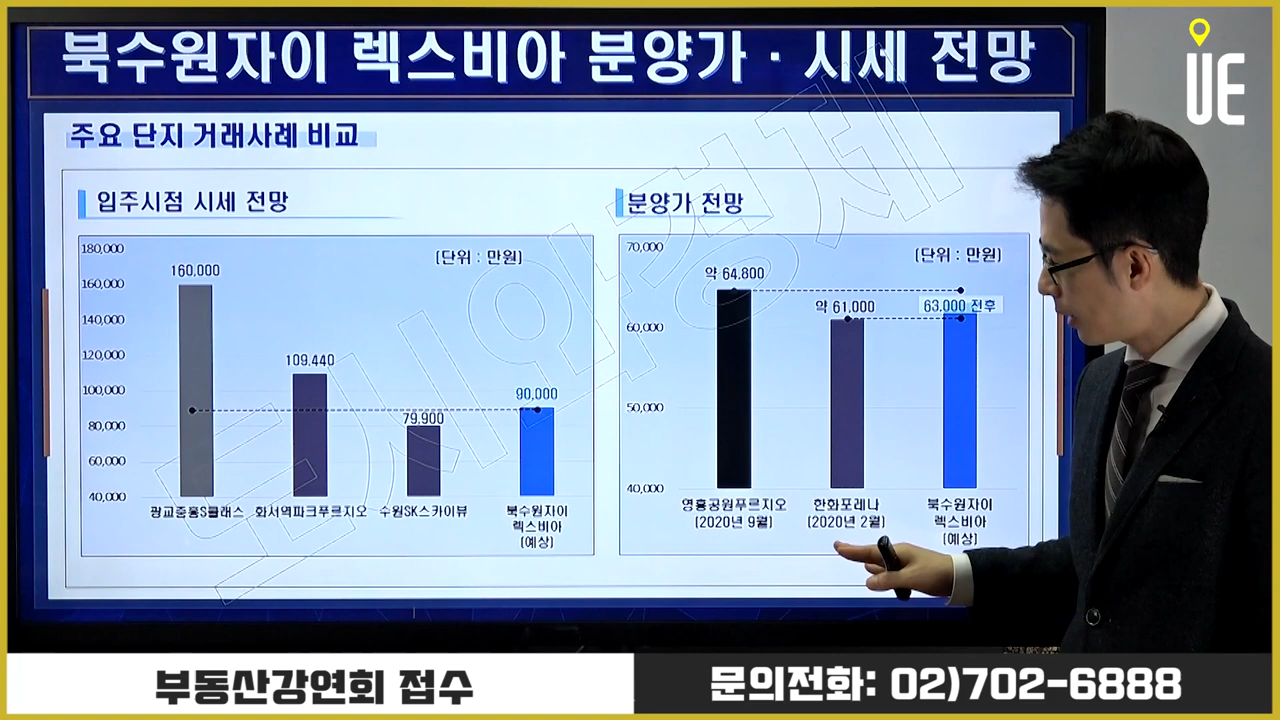 북수원자이 렉스비아 분양가 · 시세 전망
UE
주요 단지 거래사례 비교
입주시점 시세 전망
(단위 : 만원)
180,000
160,000
140,000
120,000
100,000
80,000
60,000
40,000
160,000
109,440
79,900
90,000
광교중흥S클래스
화서역파크푸르지오
수원SK스카이뷰
북수원자이
렉스비아
(예상)
분양가 전망
(단위 : 만원)
70,000
60,000
50,000
40,000
약 64,800
약 61,000
63,000 전후
영흥공원푸르지오
(2020년 9월)
한화포레나
(2020년 2월)
북수원자이
렉스비아
(예상)
도시와경제
부동산강연회 접수
문의전화: 02)702-6888